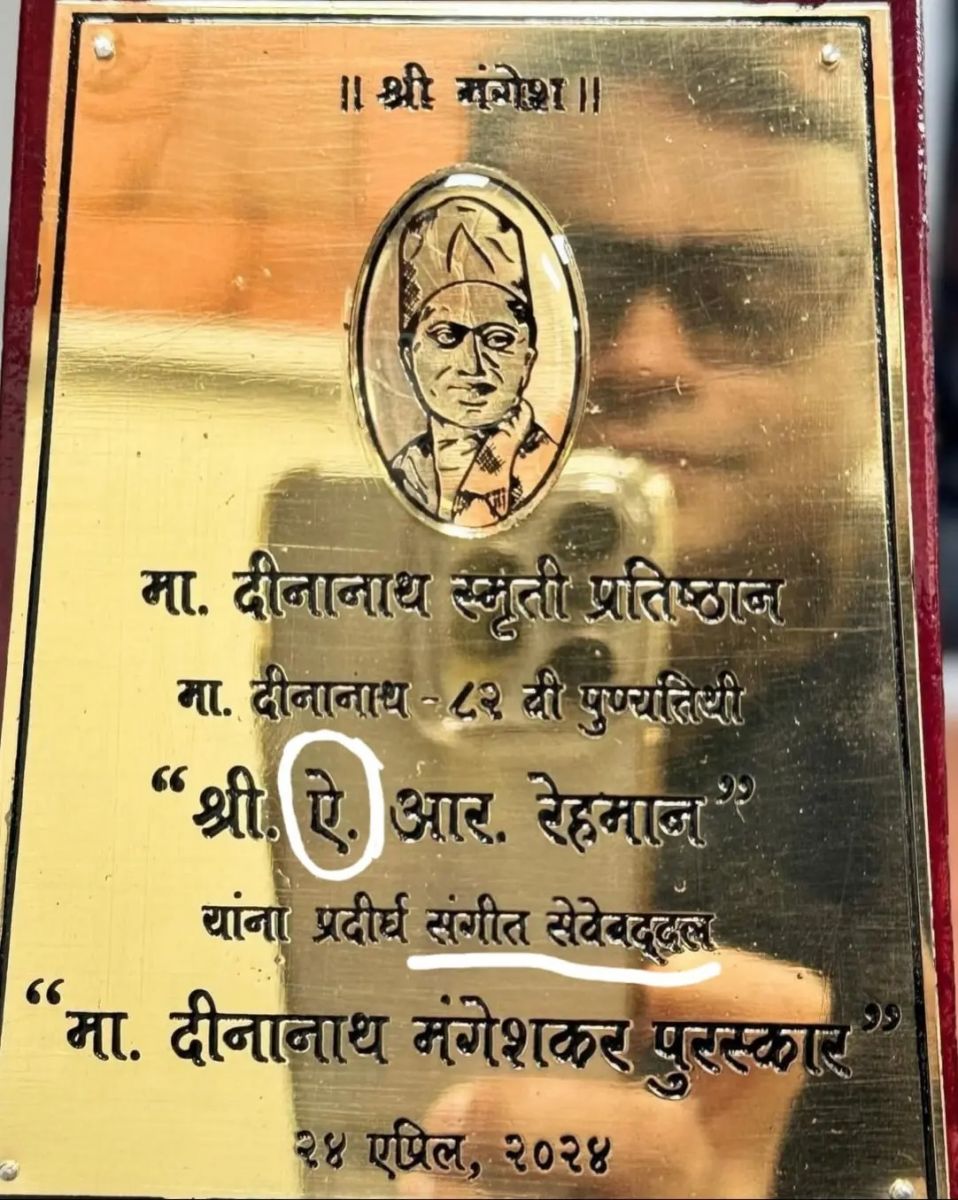 ॥ श्री मंगेश ॥
मा. दीनानाथ स्मृती प्रतिष्ठान
मा. दीनानाथ - ८२ वी पुण्यतिथी
“श्री. ऐ. आर. रेहमान”
यांना प्रदीर्घ संगीत सेवेबद्दल
“मा. दीनानाथ मंगेशकर पुरस्कार”
२४ एप्रिल, २०२४